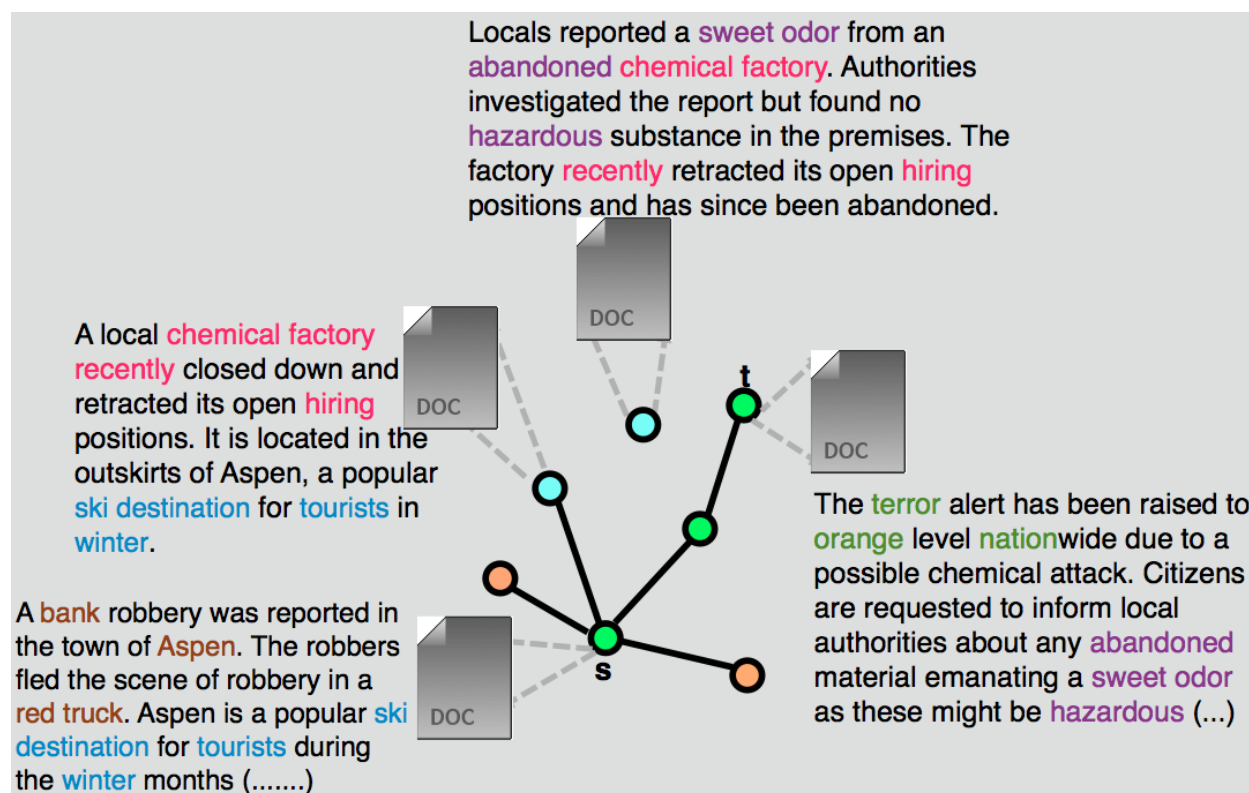 Locals reported a sweet odor from an
abandoned chemical factory. Authorities
investigated the report but found no
hazardous substance in the premises. The
factory recently retracted its open hiring
positions and has since been abandoned.
DOC
A local chemical factory
recently closed down and
retracted its open hiring
positions. It is located in the
outskirts of Aspen, a popular
ski destination for tourists in
winter.
DOC
t
DOC
The terror alert has been raised to
orange level nationwide due to a
possible chemical attack. Citizens
are requested to inform local
authorities about any abandoned
material emanating a sweet odor
as these might be hazardous (...)
A bank robbery was reported in
the town of Aspen. The robbers
fled the scene of robbery in a
red truck. Aspen is a popular ski
destination for tourists during
the winter months (.......)
DOC
s